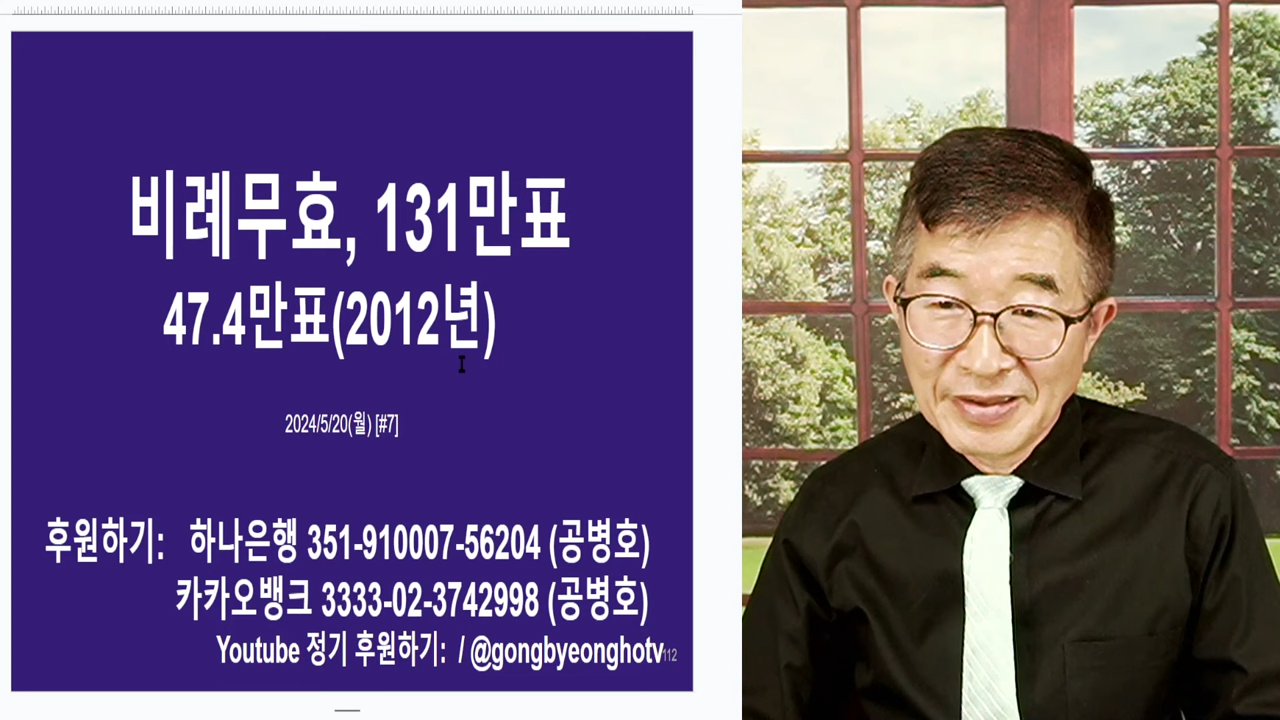 비례무효, 131만표
47.4만표(2012년)
2024/5/20(월) [#7]
후원하기: 하나은행 351-910007-56204 (공병호)
카카오뱅크 3333-02-3742998 (공병호)
Youtube 정기 후원하기: / @gongbyeonghotv
112